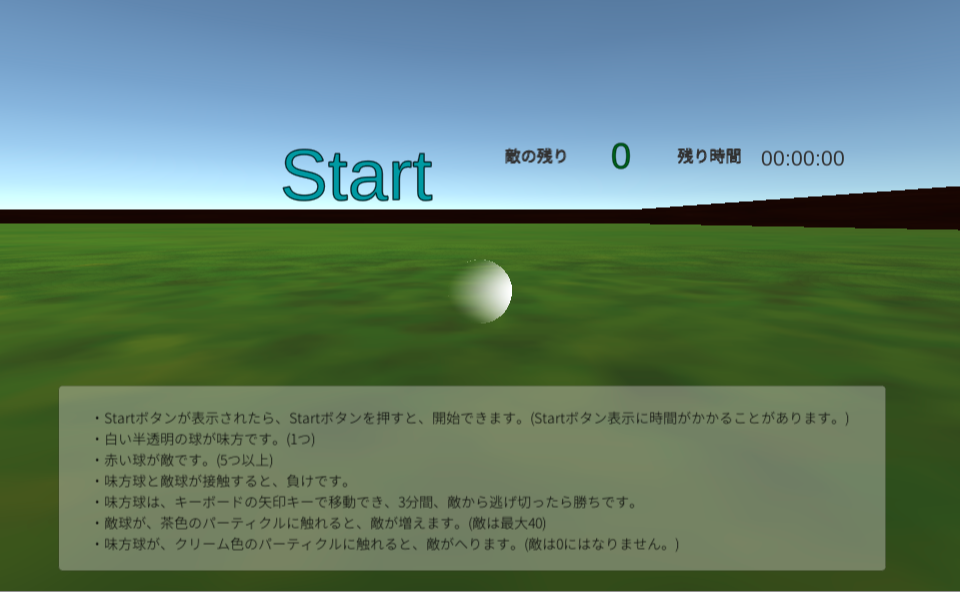 Start
敵の残り 0 残り時間 00:00:00
・Startボタンが表示されたら、Startボタンを押すと、開始できます。(Startボタン表示に時間がかかることがあります。)
・白い半透明の球が味方です。(1つ)
・赤い球が敵です。(5つ以上)
・味方球と敵球が接触すると、負けです。
・味方球は、キーボードの矢印キーで移動でき、3分間、敵から逃げ切ったら勝ちです。
・敵球が、茶色のパーティクルに触れると、敵が増えます。(敵は最大40)
・味方球が、クリーム色のパーティクルに触れると、敵がへります。(敵は0にはなりません。)